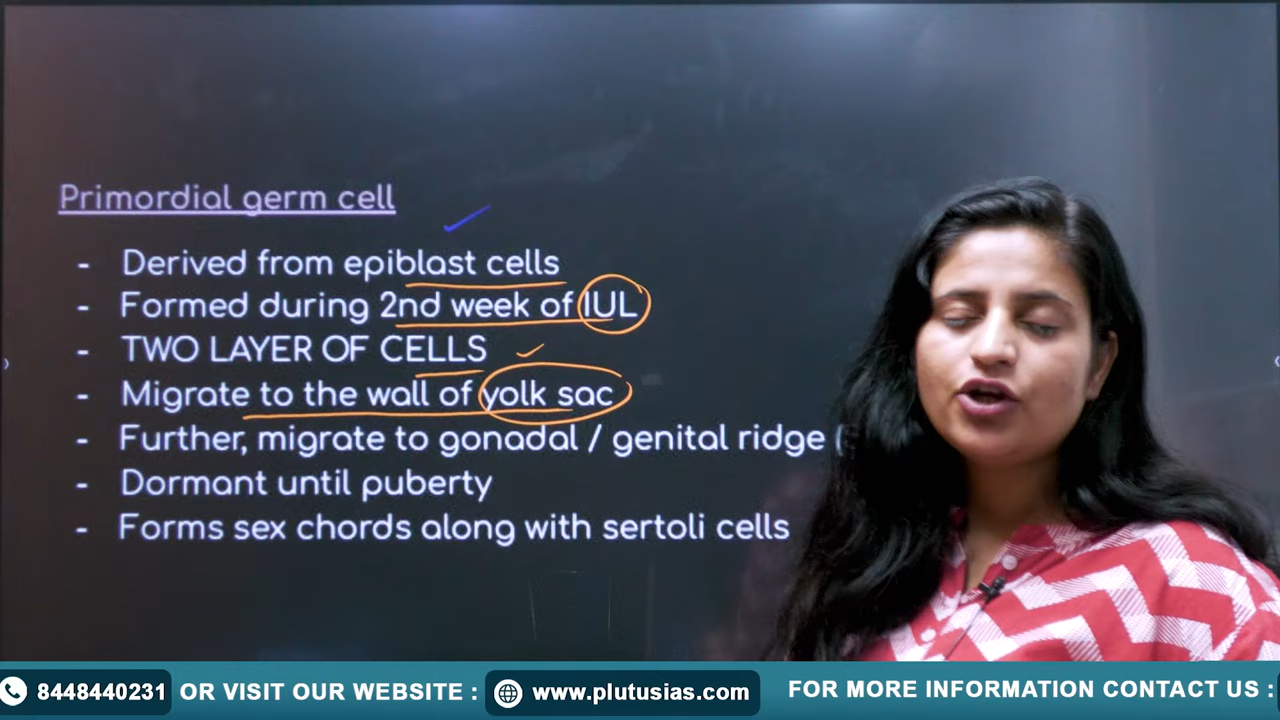 Primordial germ cell
- Derived from epiblast cells
- Formed during 2nd week of IUL
- TWO LAYER OF CELLS
- Migrate to the wall of yolk sac
- Further, migrate to gonadal / genital ridge (
- Dormant until puberty
- Forms sex chords along with sertoli cells
8448440231 OR VISIT OUR WEBSITE : www.plutusias.com FOR MORE INFORMATION CONTACT US :